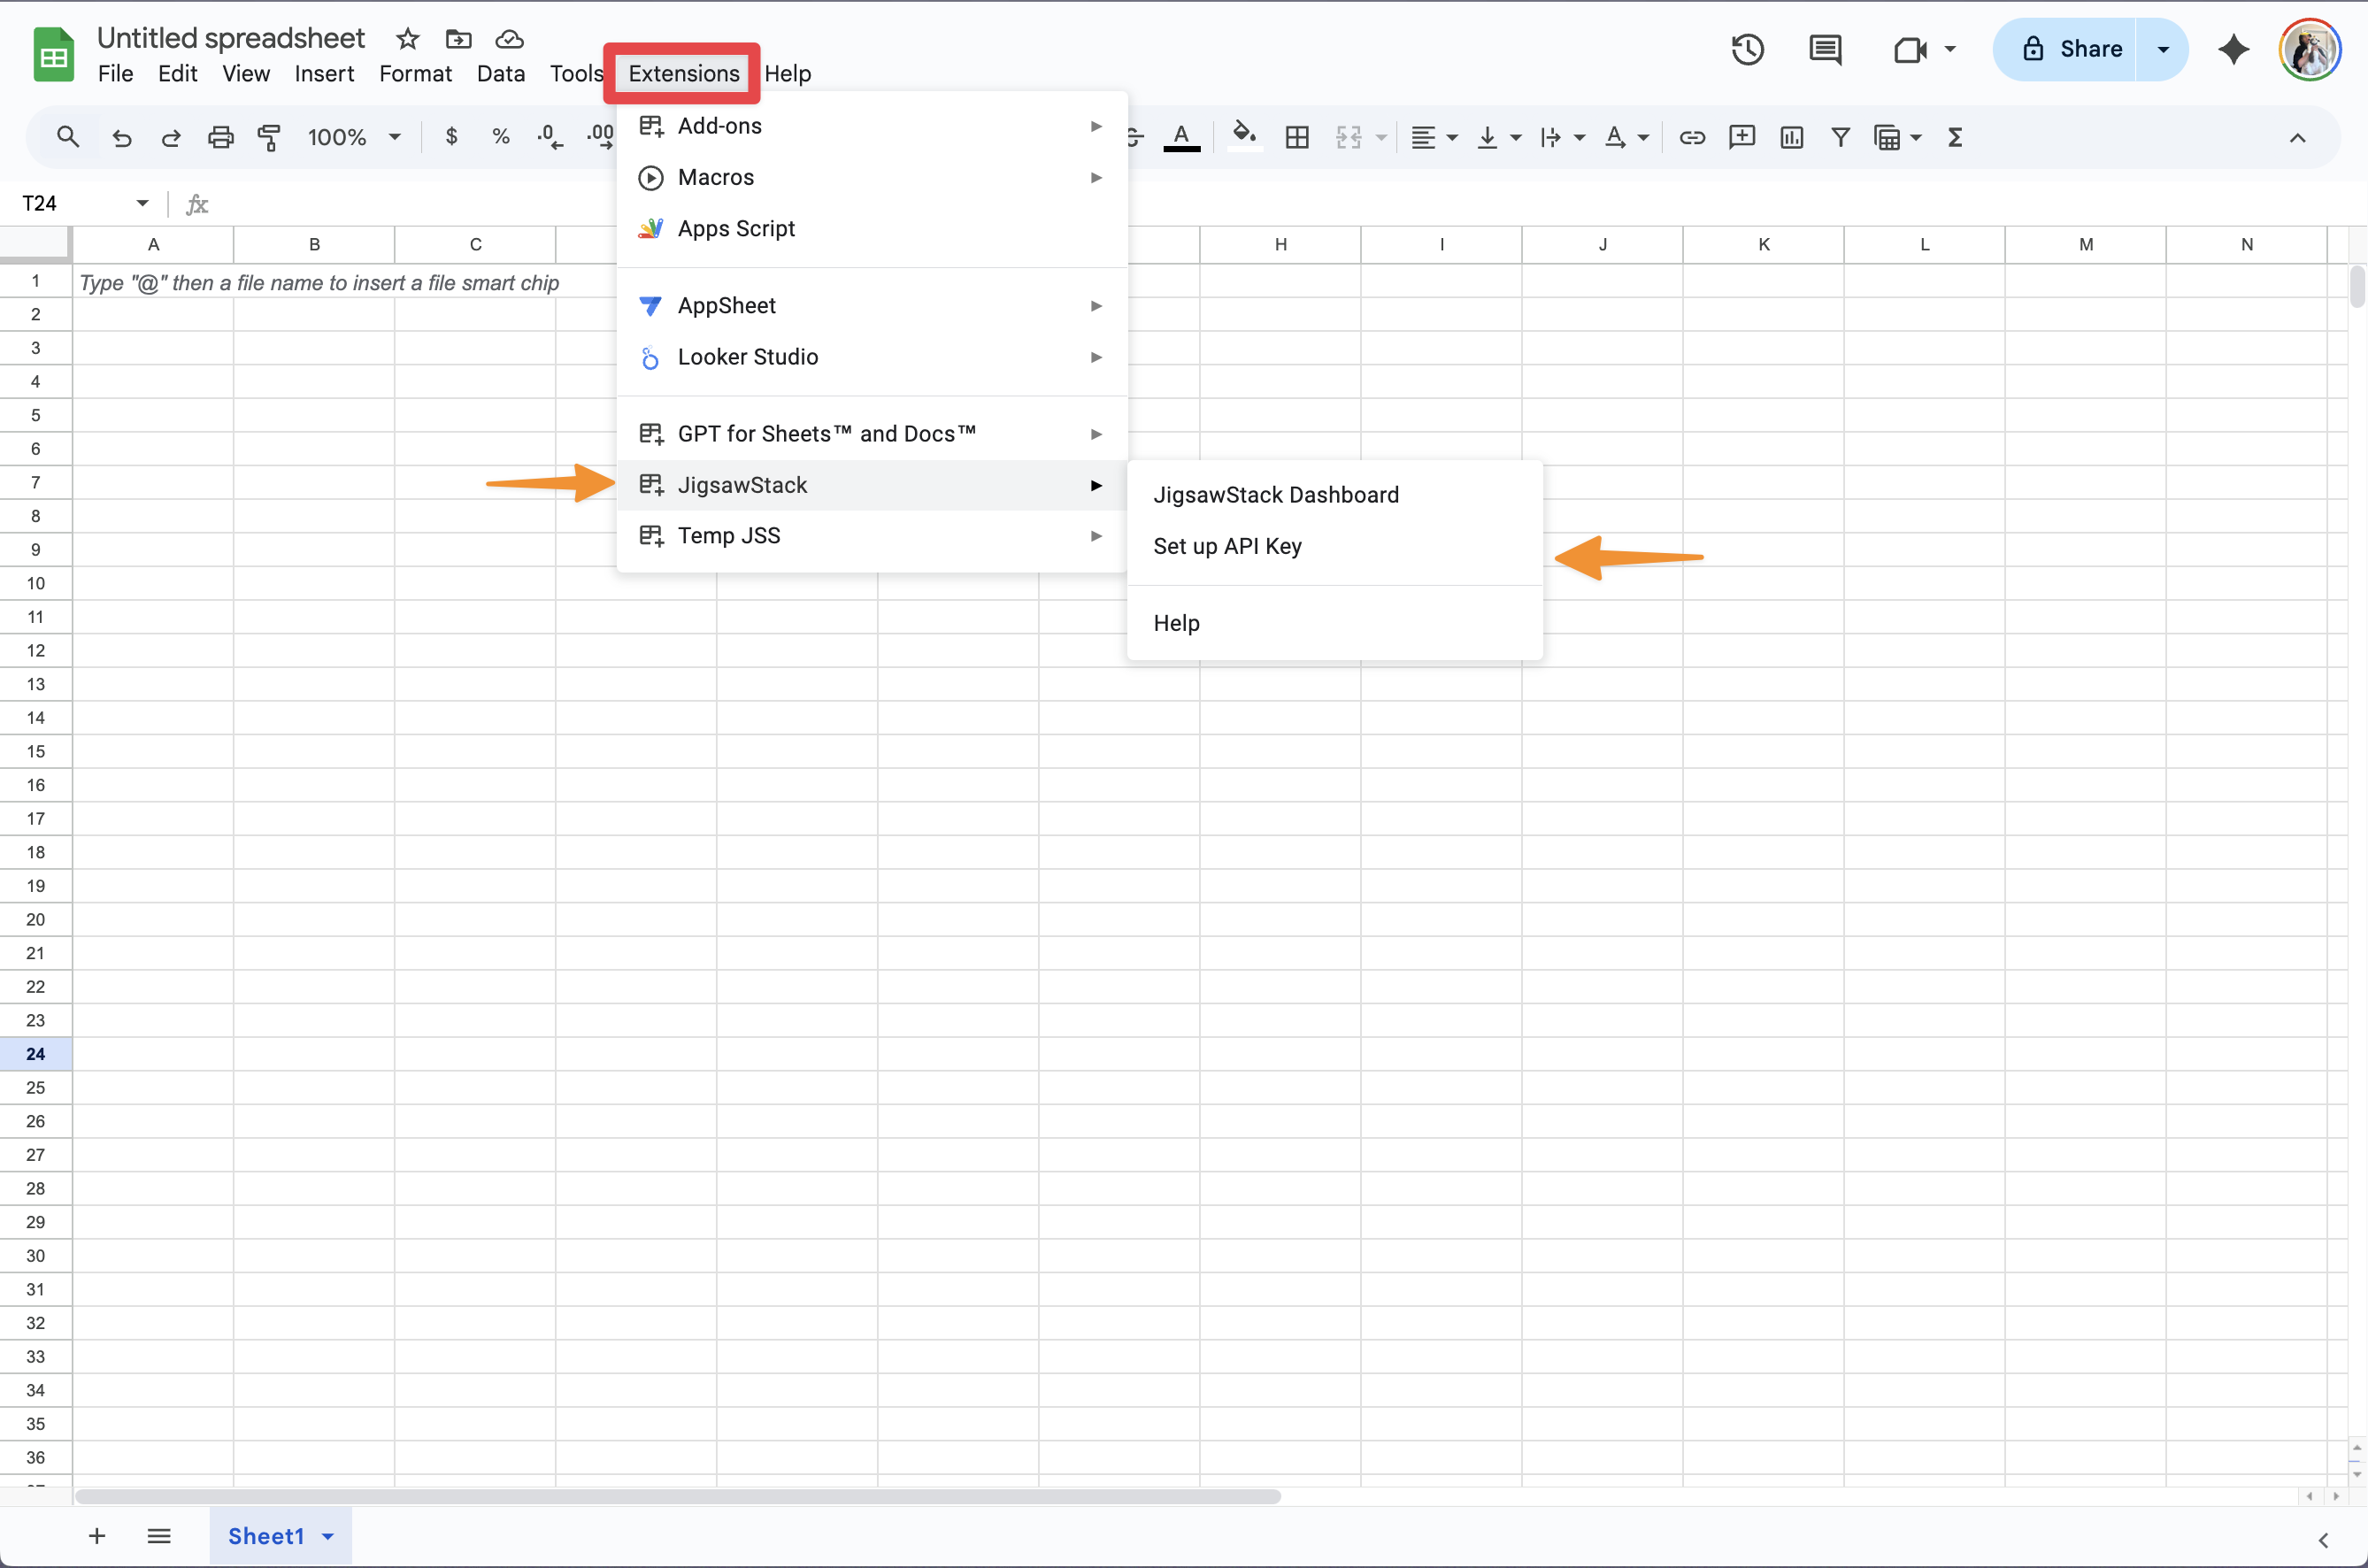 Untitled spreadsheet
File Edit View Insert Format Data Tools Extensions Help
Share
100% $ % .0 .00 A A Σ
T24 fx
A B C H I J K L M N
1 Type "@" then a file name to insert a file smart chip
2
3
4
5
6
7
8
9
10
11
12
13
14
15
16
17
18
19
20
21
22
23
24
25
26
27
28
29
30
31
32
33
34
35
36
Add-ons
Macros
Apps Script
AppSheet
Looker Studio
GPT for Sheets™ and Docs™
JigsawStack
Temp JSS
JigsawStack Dashboard
Set up API Key
Help
Sheet1